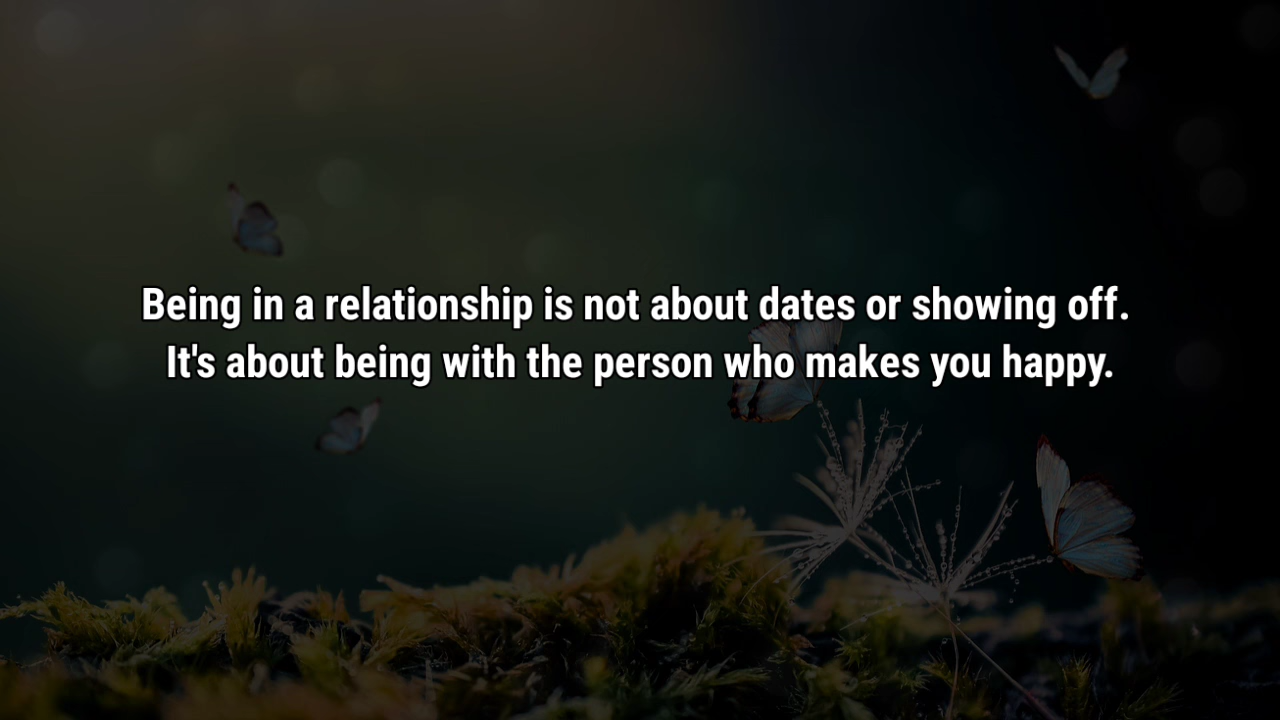 Being in a relationship is not about dates or showing off.
It's about being with the person who makes you happy.